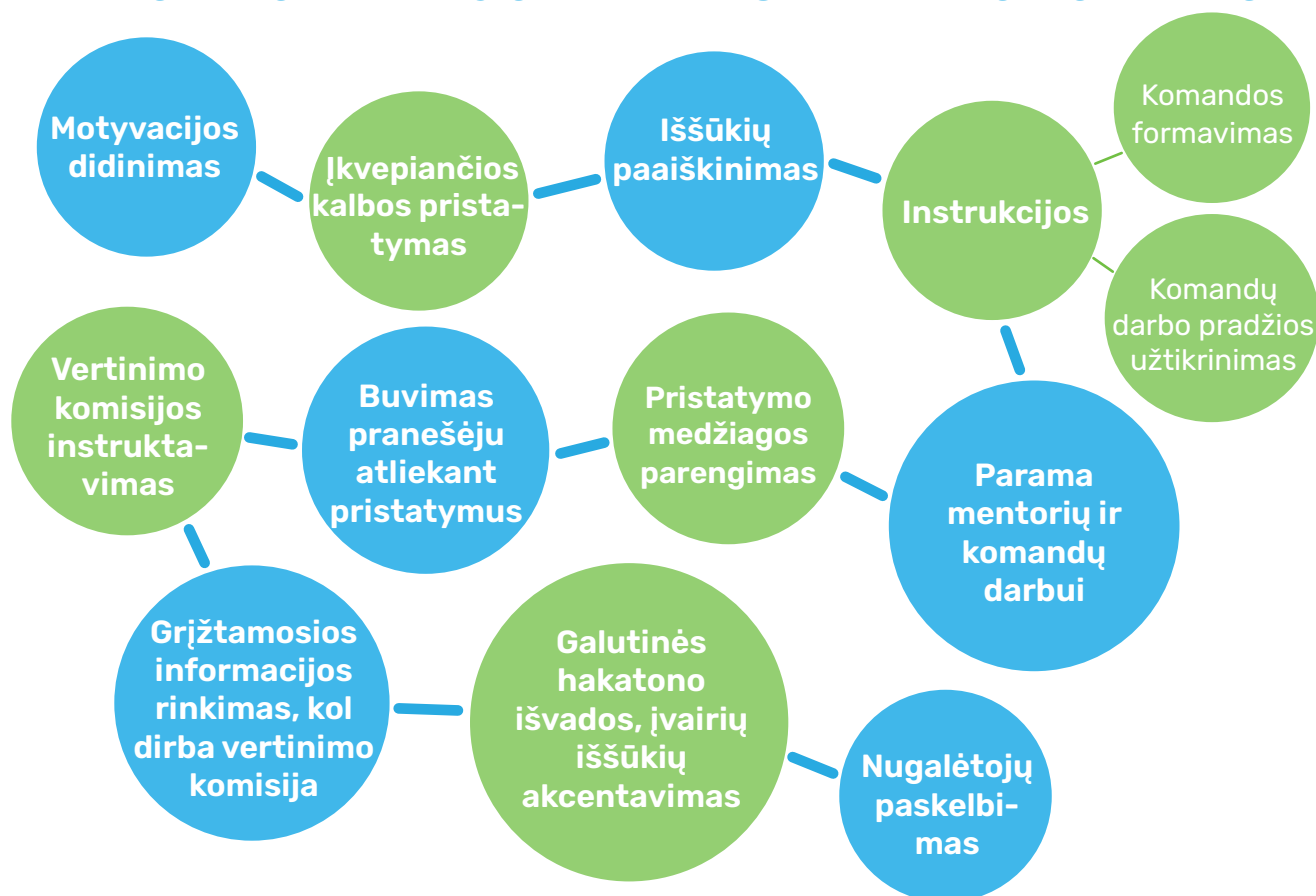 Motyvacijos
didinimas
Įkvepiančios
kalbos prista-
tymas
Iššūkių
paaiškinimas
Instrukcijos
Komandos
formavimas
Komandų
darbo pradžios
užtikrinimas
Parama
mentorių ir
komandų
darbui
Pristatymo
medžiagos
parengimas
Buvimas
pranešėju
atliekant
pristatymus
Vertinimo
komisijos
instrukta-
vimas
Grįžtamosios
informacijos
rinkimas, kol
dirba vertinimo
komisija
Galutinės
hakatono
išvados, įvairių
iššūkių
akcentavimas
Nugalėtojų
paskelbi-
mas